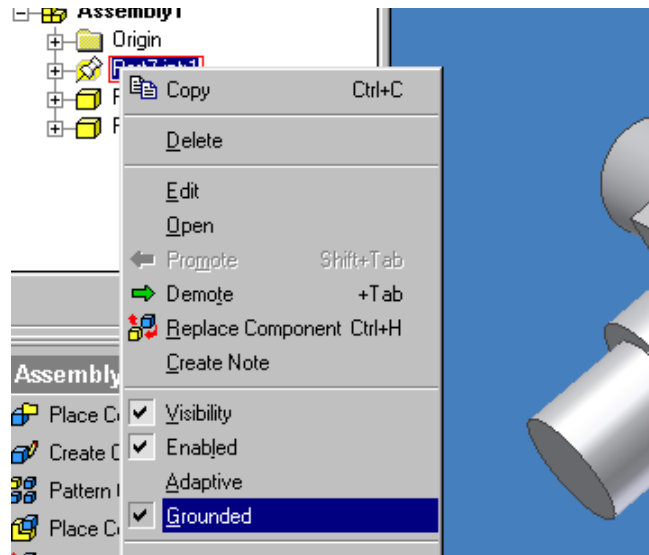 Assembly1
Origin
Copy Ctrl+C
Delete
Edit
Open
Promote Shift+Tab
Demote +Tab
Replace Component Ctrl+H
Create Note
Assembly
Place
Visibility
Create
Enabled
Pattern
Adaptive
Place
Grounded